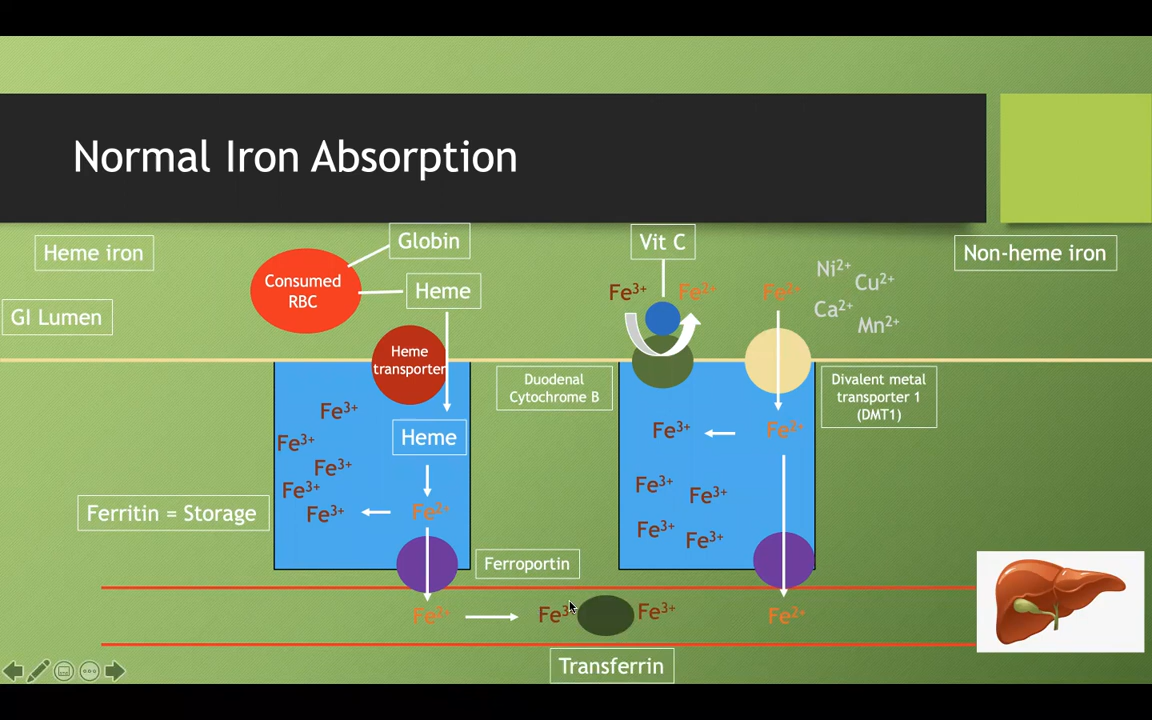 Normal Iron Absorption
Heme iron
Globin
Vit C
Non-heme iron
Consumed
RBC
Heme
Fe³⁺
Fe²⁺
Fe²⁺
Ni²⁺
Cu²⁺
Ca²⁺
Mn²⁺
GI Lumen
Heme
transporter
Duodenal
Cytochrome B
Divalent metal
transporter 1
(DMT1)
Fe³⁺
Fe³⁺
Fe³⁺
Fe³⁺
Fe³⁺
Heme
Fe²⁺
Fe³⁺
Fe²⁺
Fe³⁺
Fe³⁺
Fe³⁺
Fe³⁺
Ferritin = Storage
Ferroportin
Fe²⁺
Fe³⁺
Fe³⁺
Fe²⁺
Transferrin